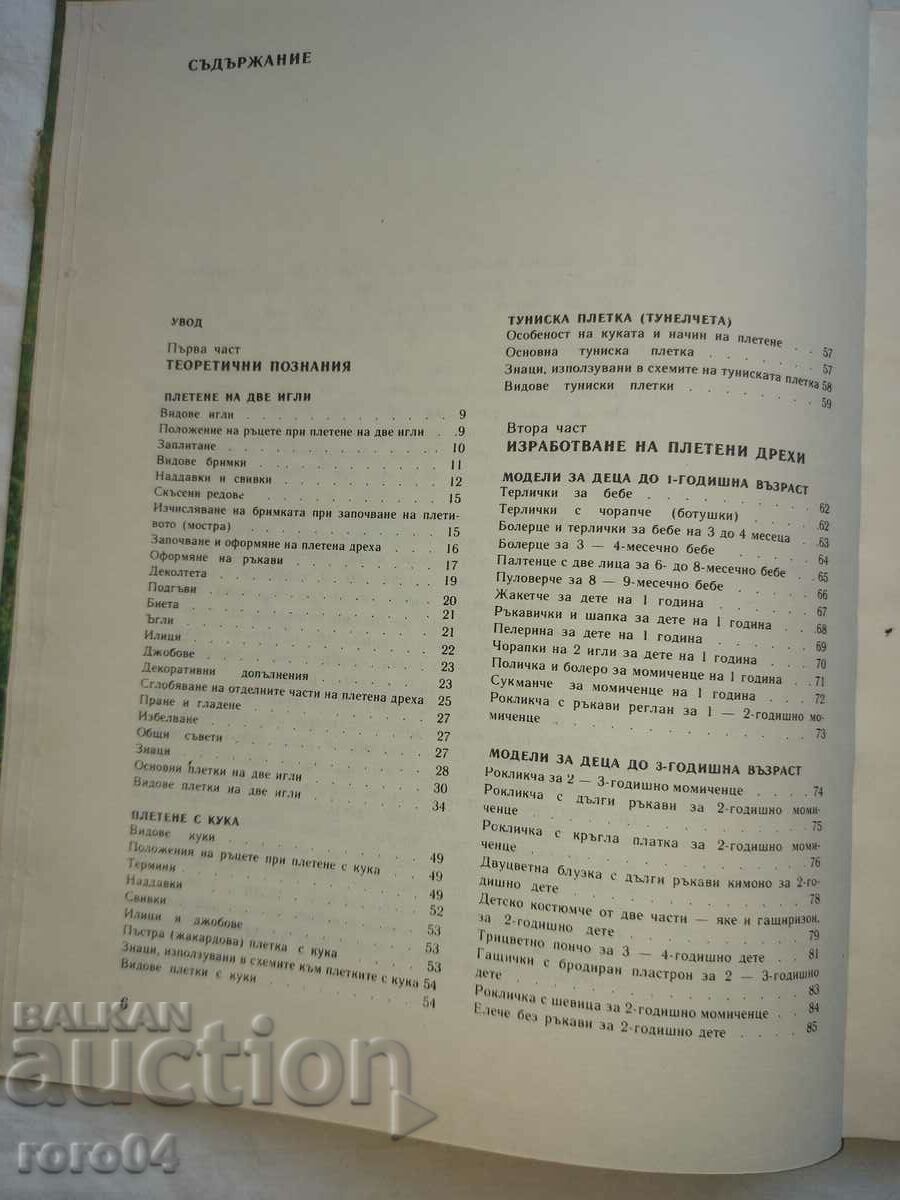 СЪДЪРЖАНИЕ
УВОД
Първа част
ТЕОРЕТИЧНИ ПОЗНАНИЯ
ПЛЕТЕНЕ НА ДВЕ ИГЛИ
Видове игли . . . 9
Положение на ръцете при плетене на две игли . 9
Заплитане . . . 10
Видове бримки . . . 11
Наддавки и свивки . . . 12
Скъсени редове . . . 15
Изчисляване на бримката при започване на плети-
вото (мостра) . . . 15
Започване и оформяне на плетена дреха . . . 16
Оформяне на ръкави . . . 17
Деколтета . . . 19
Подгъви . . . 20
Биета . . . 21
Ъгли . . . 21
Илици . . . 22
Джобове . . . 23
Декоративни допълнения . . . 23
Сглобяване на отделните части на плетена дреха 25
Пране и гладене . . . 27
Избелване . . . 27
Общи съвети . . . 27
Знаци . . . 28
Основни плетки на две игли . . . 30
Видове плетки на две игли . . . 34
ПЛЕТЕНЕ С КУКА
Видове куки . . . 49
Положения на ръцете при плетене с кука . . . 49
Термини . . . 49
Наддавки . . . 52
Свивки . . . 53
Илици и джобове . . . 53
Пъстра (жакардова) плетка с кука . . . 53
Знаци, използувани в схемите към плетките с кука 54
Видове плетки с куки . . . 54
6
ТУНИСКА ПЛЕТКА (ТУНЕЛЧЕТА)
Особеност на куката и начин на плетене . . 57
Основна туниска плетка . . . 57
Знаци, използувани в схемите на туниската плетка 58
Видове туниски плетки . . . 59
Втора част
ИЗРАБОТВАНЕ НА ПЛЕТЕНИ ДРЕХИ
МОДЕЛИ ЗА ДЕЦА ДО 1-ГОДИШНА ВЪЗРАСТ
Терлички за бебе . . . 62
Терлички с чорапче (ботушки) . . . 62
Болерце и терлички за бебе на 3 до 4 месеца . 63
Болерце за 3 — 4-месечно бебе . . . 64
Палтенце с две лица за 6- до 8-месечно бебе . 65
Пуловерче за 8 — 9-месечно бебе . . . 66
Жакетче за дете на 1 година . . . 67
Ръкавички и шапка за дете на 1 година . . 68
Пелерина за дете на 1 година . . . 69
Чорапки на 2 игли за дете на 1 година . . . 70
Поличка и болеро за момиченце на 1 година . 71
Сукманче за момиченце на 1 година . . . 72
Рокличка с ръкави реглан за 1 — 2-годишно мо-
миченце . . . 73
МОДЕЛИ ЗА ДЕЦА ДО 3-ГОДИШНА ВЪЗРАСТ
Рокличка за 2 — 3-годишно момиченце . . . 74
Рокличка с дълги ръкави за 2-годишно момиченце
ченце . . . 75
Рокличка с кръгла платка за 2-годишно моми-
ченце . . . 76
Двуцветна блузка с дълги ръкави кимоно за 2-го-
дишно дете . . . 78
Детско костюмче от две части — яке и гащиризон,
за 2-годишно дете . . . 79
Трицветно пончо за 3 — 4-годишно дете . . 81
Гащички с бродиран пластрон за 2 — 3-годишно
дете . . . 83
Рокличка с шевица за 2-годишно момиченце . . 84
Елече без ръкави за 2-годишно дете . . . 85
BALKAN
auction
roro04